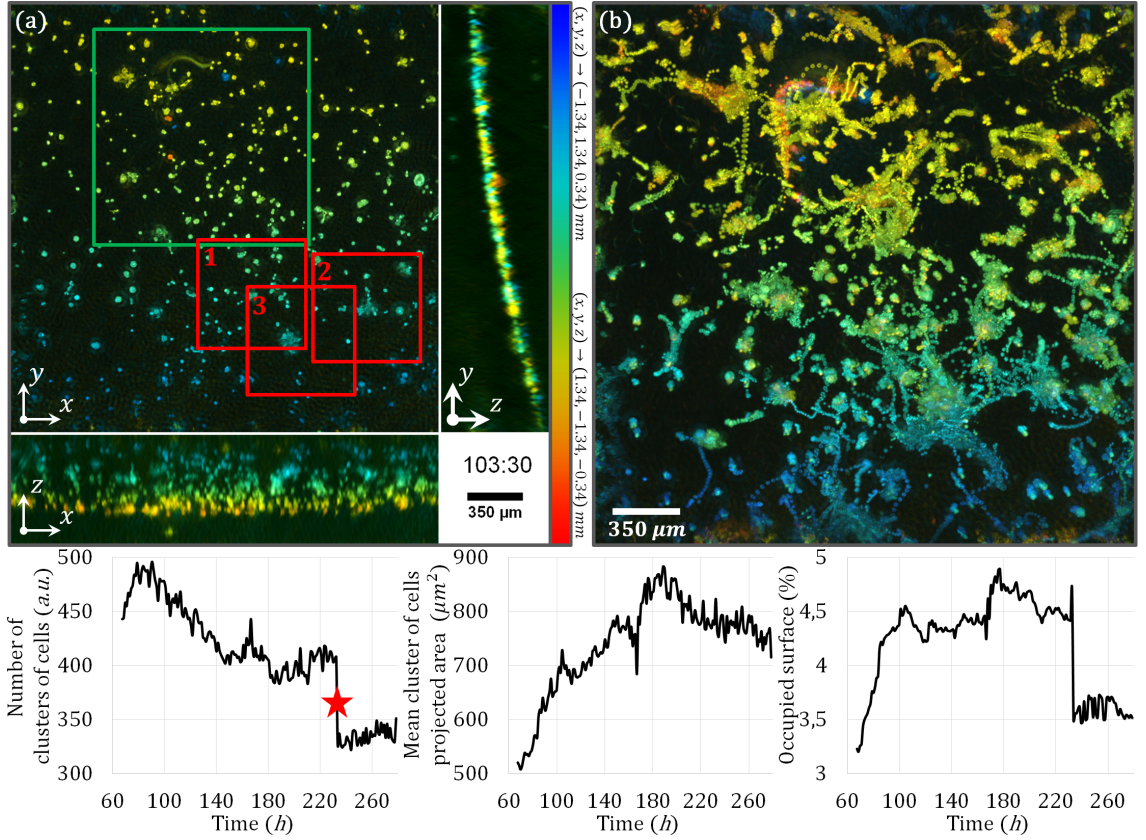 (a)
1
2
3
y
x
y
z
z
x
103:30
350 µm
(x, y, z) → (−1.34, 1.34, 0.34) mm
(x, y, z) → (1.34, −1.34, −0.34) mm
(b)
350 µm
Number of
clusters of cells (a.u.)
500
450
400
350
300
60 100 140 180 220 260
Time (h)
Mean cluster of cells
projected area (µm²)
900
800
700
600
500
60 100 140 180 220 260
Time (h)
Occupied surface (%)
5
4,5
4
3,5
3
60 100 140 180 220 260
Time (h)